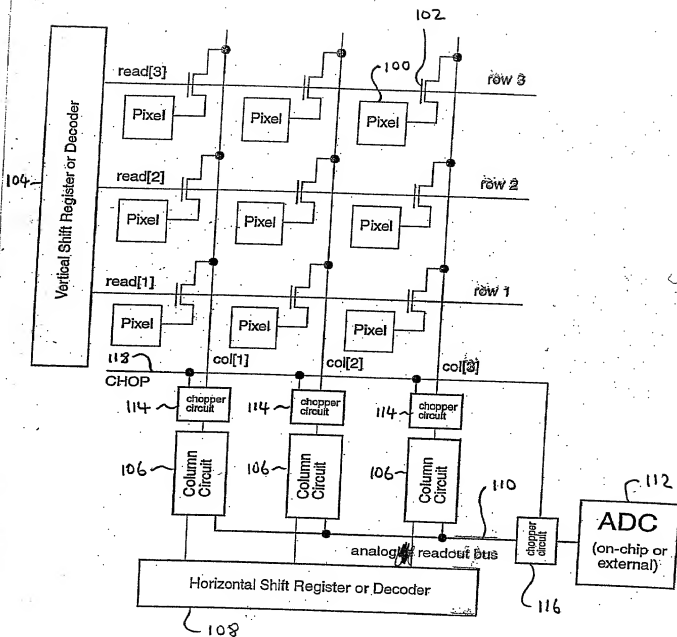 102
read[3]
100
row 3
Pixel
Pixel
Pixel
Vertical Shift Register or Decoder
104
read[2]
row 2
Pixel
Pixel
Pixel
read[1]
row 1
Pixel
Pixel
Pixel
118
col[1]
col[2]
col[3]
CHOP
114
chopper circuit
114
chopper circuit
114
chopper circuit
106
Column Circuit
106
Column Circuit
106
Column Circuit
110
112
ADC
(on-chip or
external)
chopper circuit
analog readout bus
116
Horizontal Shift Register or Decoder
108